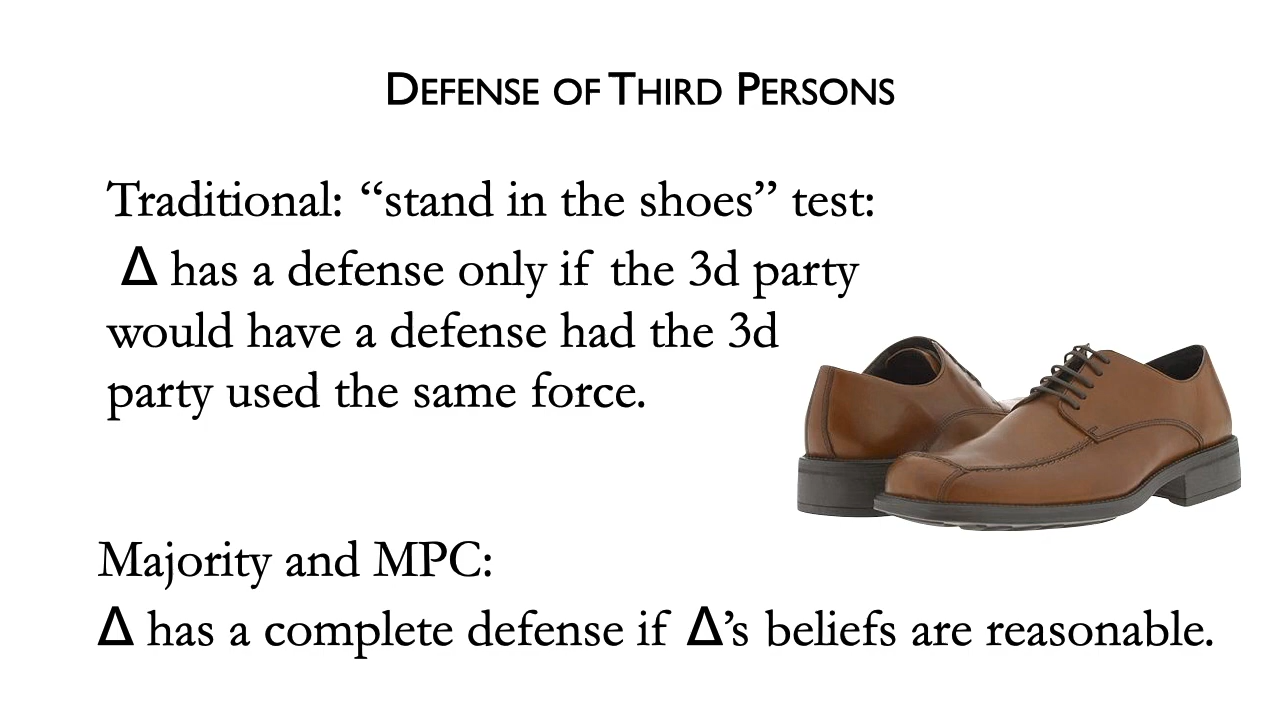 DEFENSE OF THIRD PERSONS
Traditional: “stand in the shoes” test:
Δ has a defense only if the 3d party
would have a defense had the 3d
party used the same force.
Majority and MPC:
Δ has a complete defense if Δ’s beliefs are reasonable.